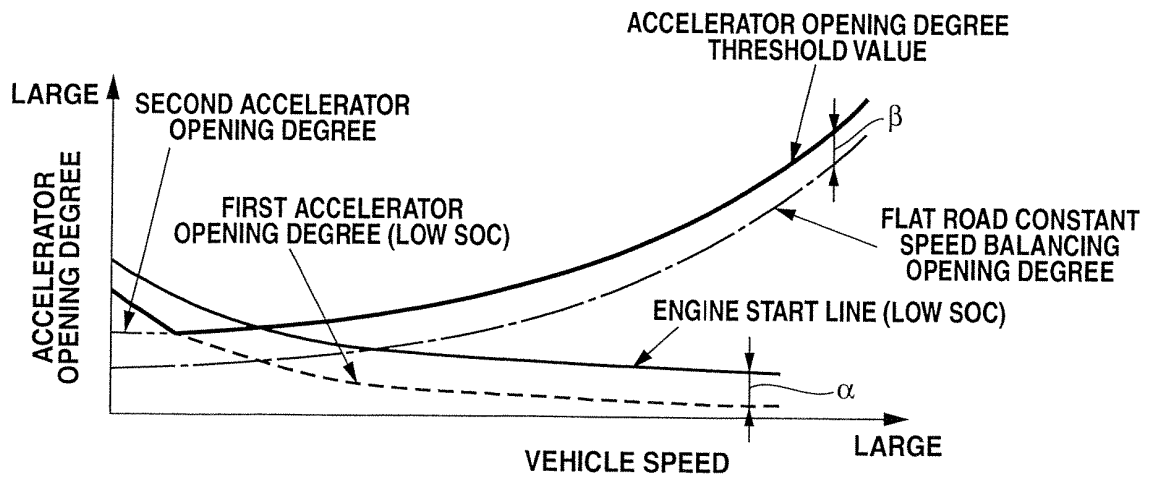 ACCELERATOR OPENING DEGREE
THRESHOLD VALUE
LARGE
SECOND ACCELERATOR
OPENING DEGREE
β
FIRST ACCELERATOR
OPENING DEGREE (LOW SOC)
FLAT ROAD CONSTANT
SPEED BALANCING
OPENING DEGREE
ACCELERATOR
OPENING DEGREE
ENGINE START LINE (LOW SOC)
α
VEHICLE SPEED
LARGE